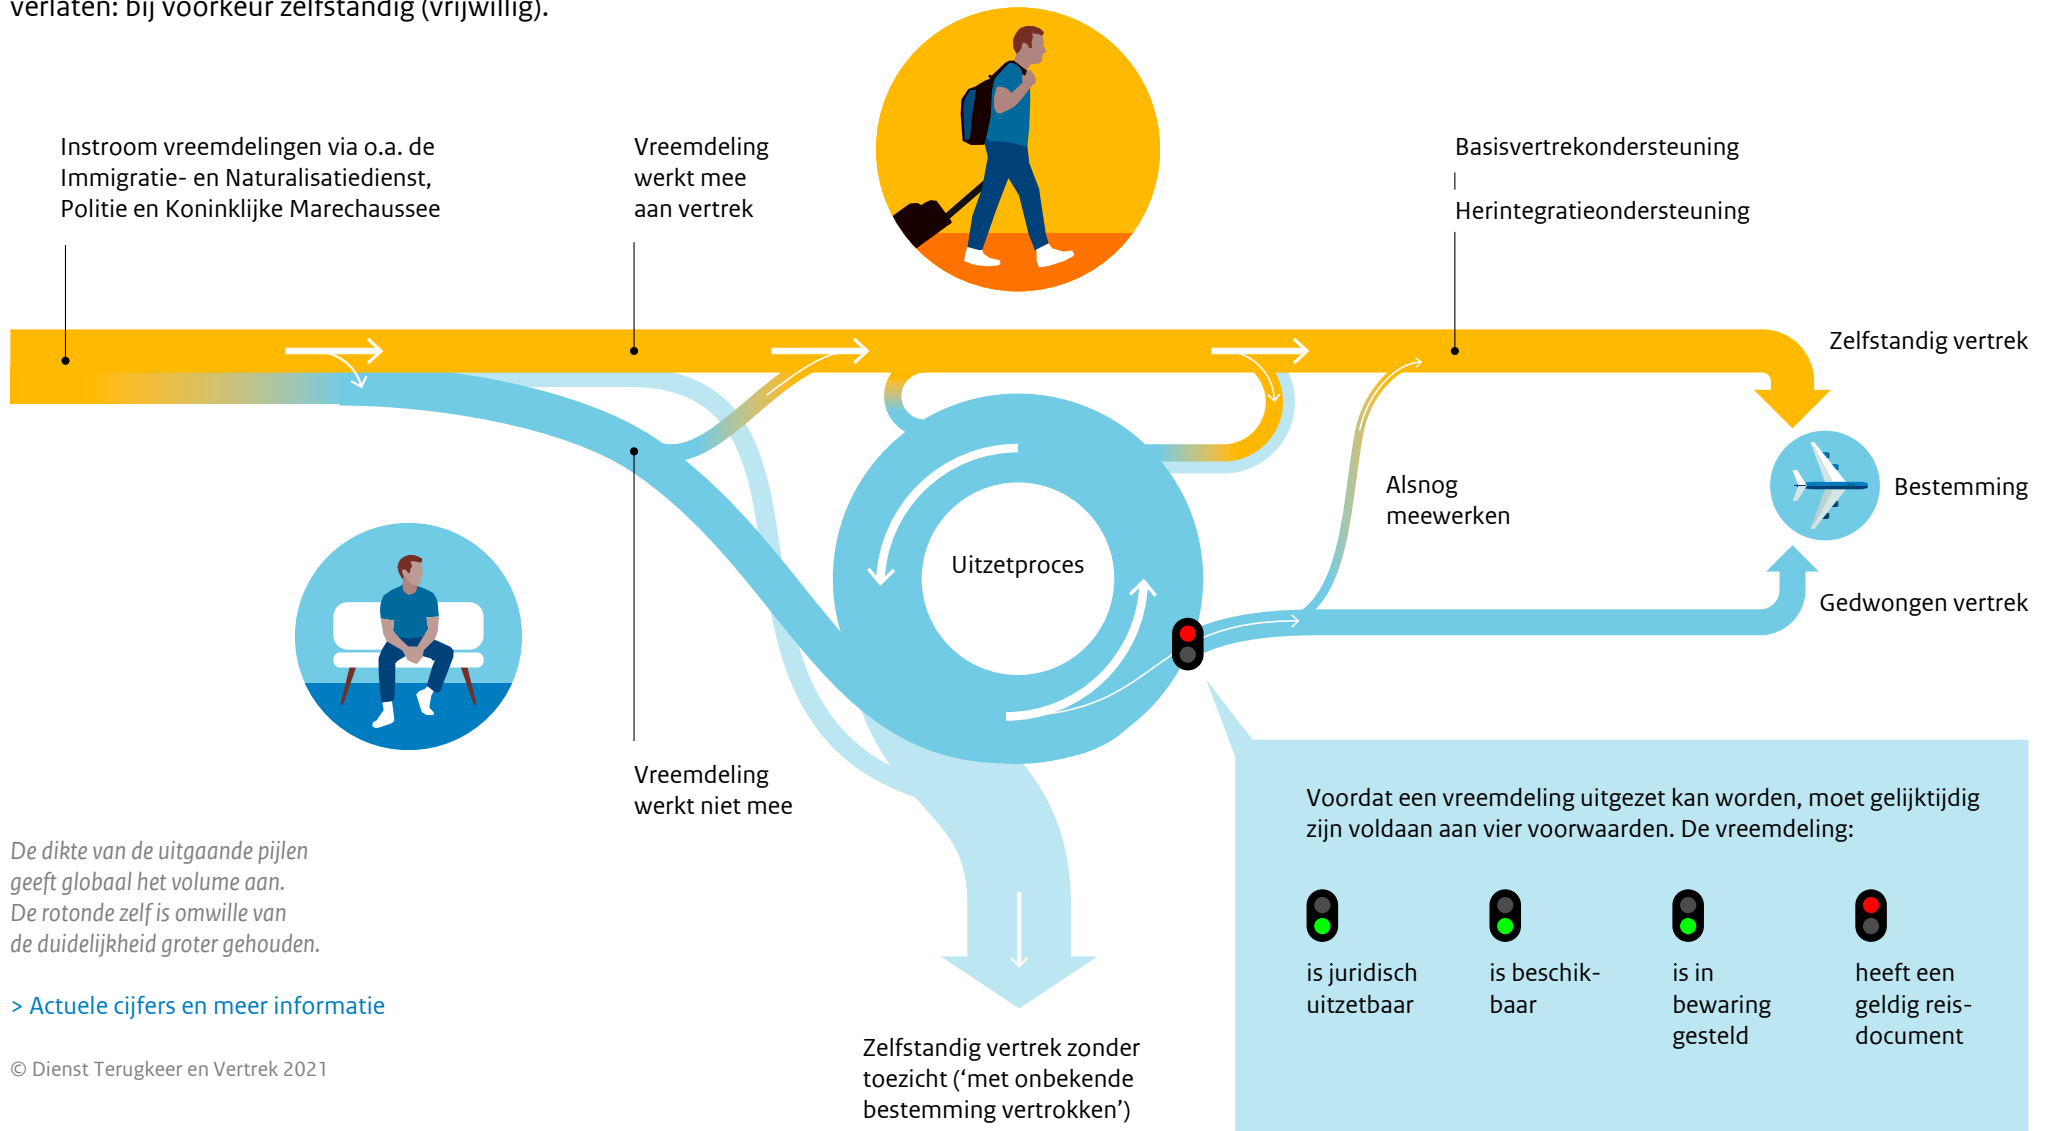 verlaten: bij voorkeur zelfstandig (vrijwillig).
Instroom vreemdelingen via o.a. de
Immigratie- en Naturalisatiedienst,
Politie en Koninklijke Marechaussee
Vreemdeling
werkt mee
aan vertrek
Basisvertrekondersteuning
Herintegratieondersteuning
Zelfstandig vertrek
Bestemming
Gedwongen vertrek
Alsnog
meewerken
Uitzetproces
Vreemdeling
werkt niet mee
De dikte van de uitgaande pijlen
geeft globaal het volume aan.
De rotonde zelf is omwille van
de duidelijkheid groter gehouden.
> Actuele cijfers en meer informatie
© Dienst Terugkeer en Vertrek 2021
Zelfstandig vertrek zonder
toezicht (‘met onbekende
bestemming vertrokken’)
Voordat een vreemdeling uitgezet kan worden, moet gelijktijdig
zijn voldaan aan vier voorwaarden. De vreemdeling:
is juridisch
uitzetbaar
is beschik-
baar
is in
bewaring
gesteld
heeft een
geldig reis-
document